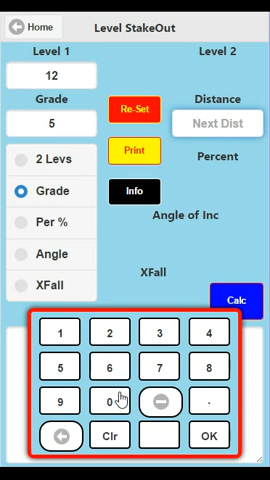 Home
Level StakeOut
Level 1
Level 2
12
Grade
Re-Set
Distance
5
Next Dist
Print
2 Levs
Percent
Grade
Info
Per %
Angle of Inc
Angle
XFall
XFall
Calc
1 2 3 4
5 6 7 8
9 0 .
Clr OK